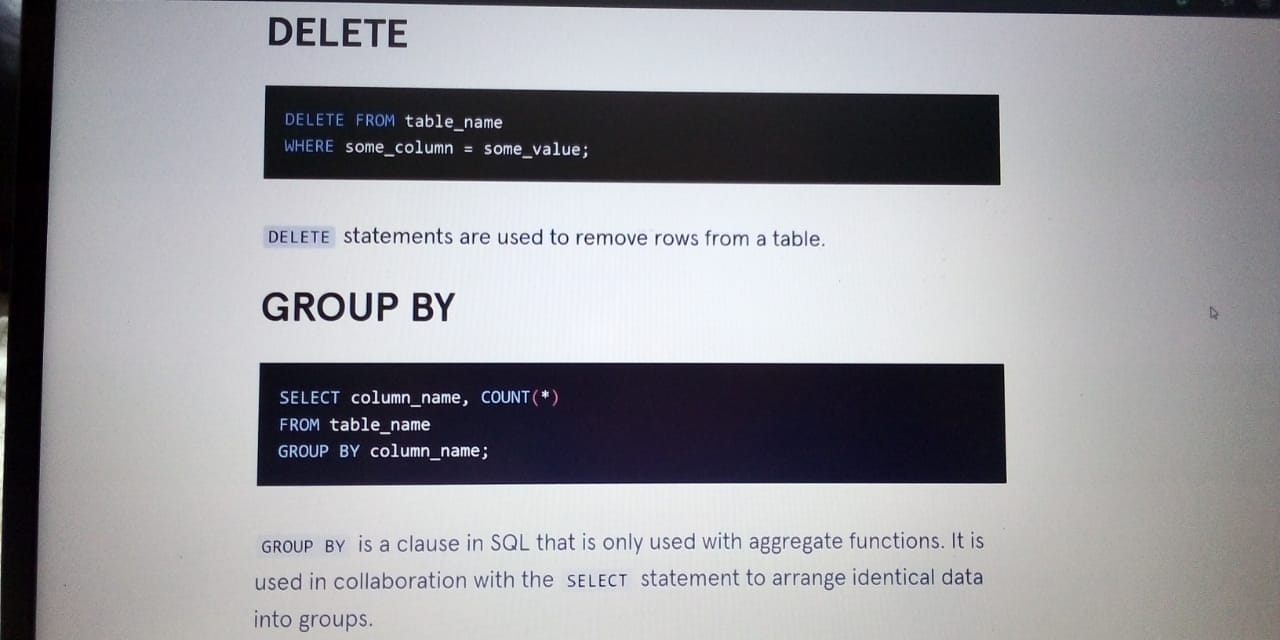 DELETE
DELETE FROM table_name
WHERE some_column = some_value;
DELETE statements are used to remove rows from a table.
GROUP BY
SELECT column_name, COUNT(*)
FROM table_name
GROUP BY column_name;
GROUP BY is a clause in SQL that is only used with aggregate functions. It is
used in collaboration with the SELECT statement to arrange identical data
into groups.